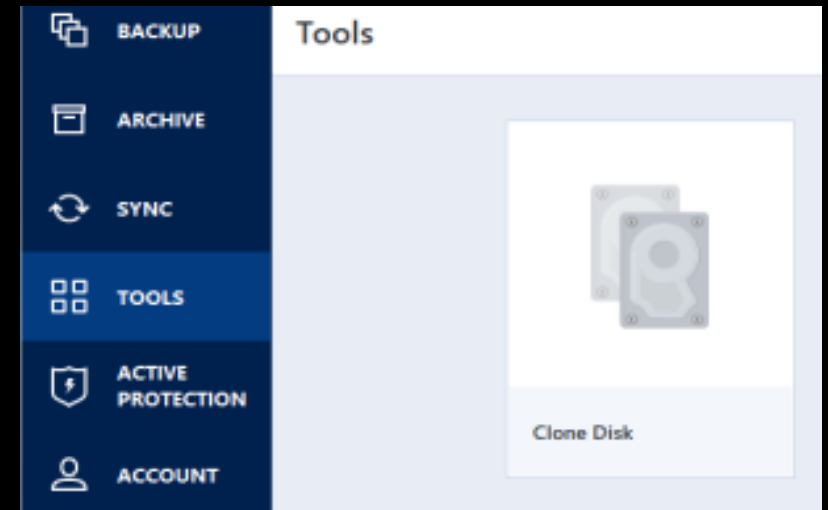 BACKUP
Tools
ARCHIVE
SYNC
TOOLS
ACTIVE
PROTECTION
ACCOUNT
Clone Disk